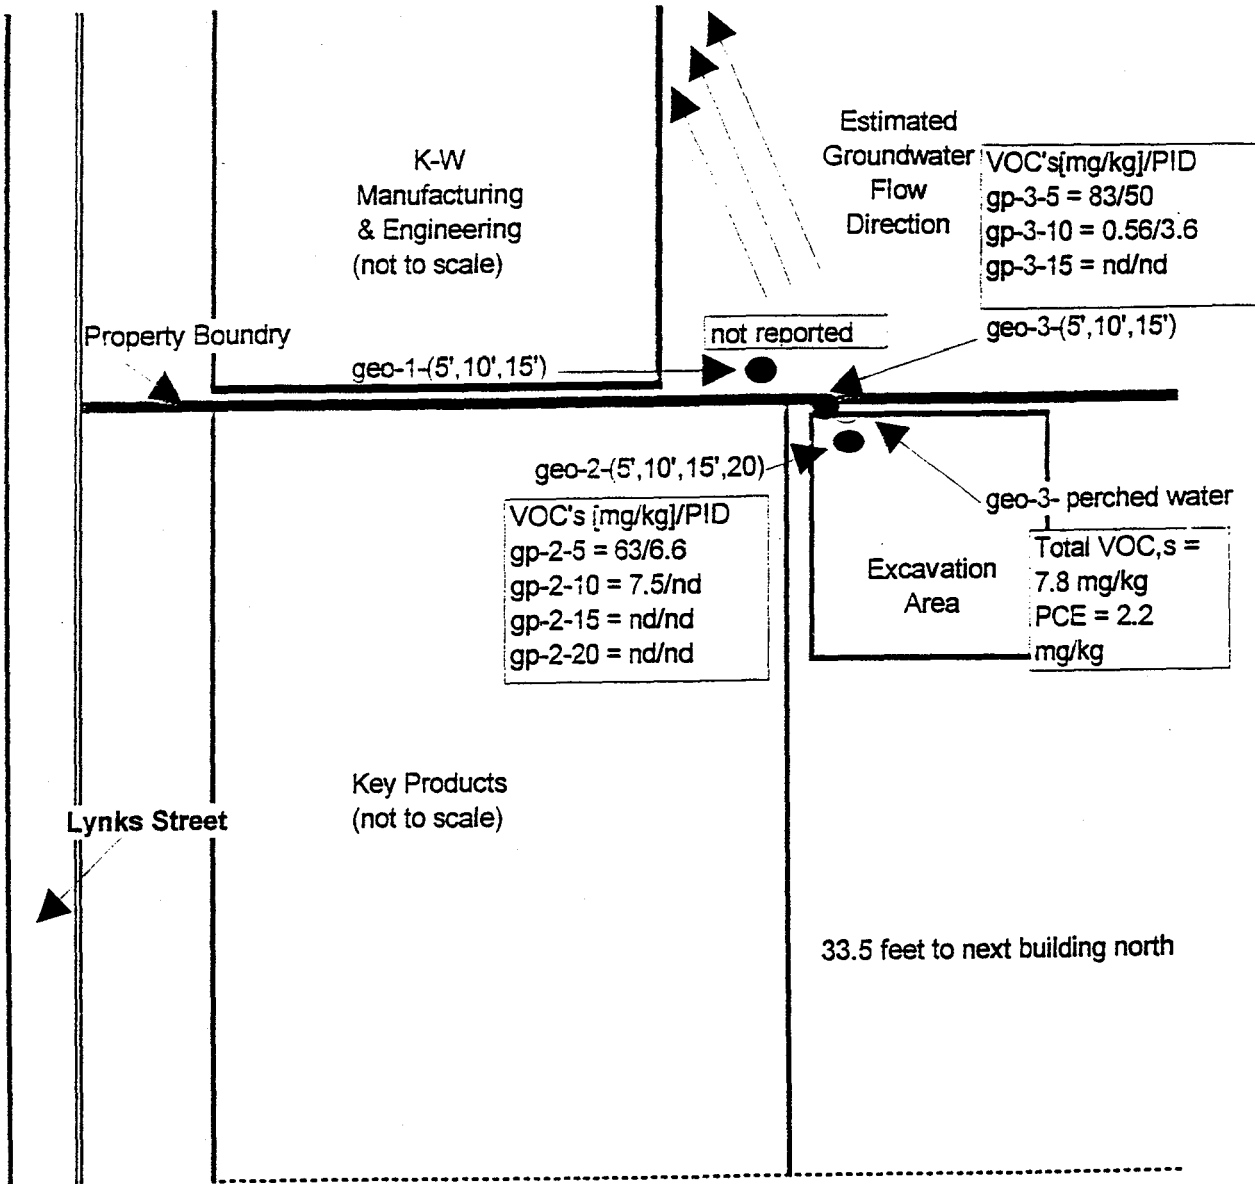 K-W
Manufacturing
& Engineering
(not to scale)
Estimated
Groundwater
Flow
Direction
VOC's[mg/kg]/PID
gp-3-5 = 83/50
gp-3-10 = 0.56/3.6
gp-3-15 = nd/nd
Property Boundry
not reported
geo-3-(5',10',15')
geo-1-(5',10',15')
geo-2-(5',10',15',20)
geo-3- perched water
VOC's [mg/kg]/PID
gp-2-5 = 63/6.6
gp-2-10 = 7.5/nd
gp-2-15 = nd/nd
gp-2-20 = nd/nd
Excavation
Area
Total VOC,s =
7.8 mg/kg
PCE = 2.2
mg/kg
Key Products
(not to scale)
Lynks Street
33.5 feet to next building north